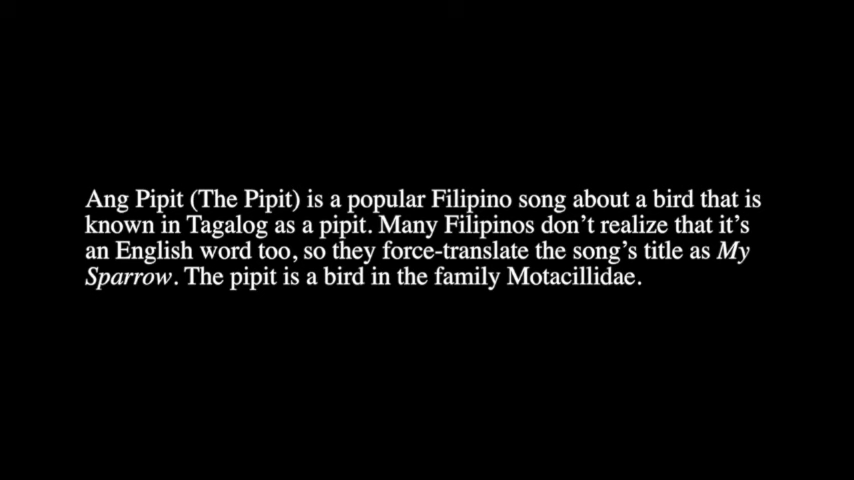 Ang Pipit (The Pipit) is a popular Filipino song about a bird that is
known in Tagalog as a pipit. Many Filipinos don’t realize that it’s
an English word too, so they force-translate the song’s title as My
Sparrow. The pipit is a bird in the family Motacillidae.